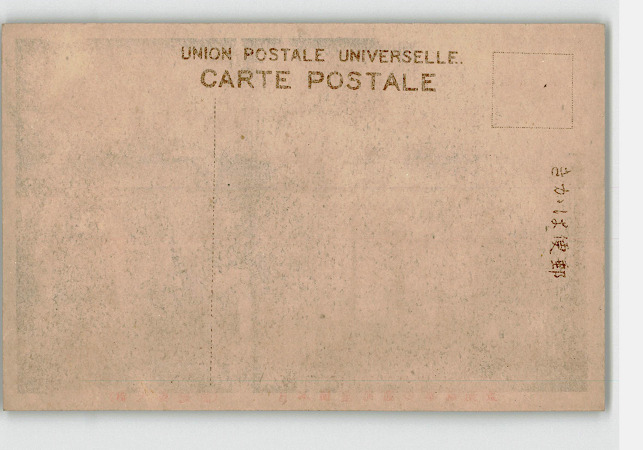 UNION POSTALE UNIVERSELLE.
CARTE POSTALE
きがは便郵